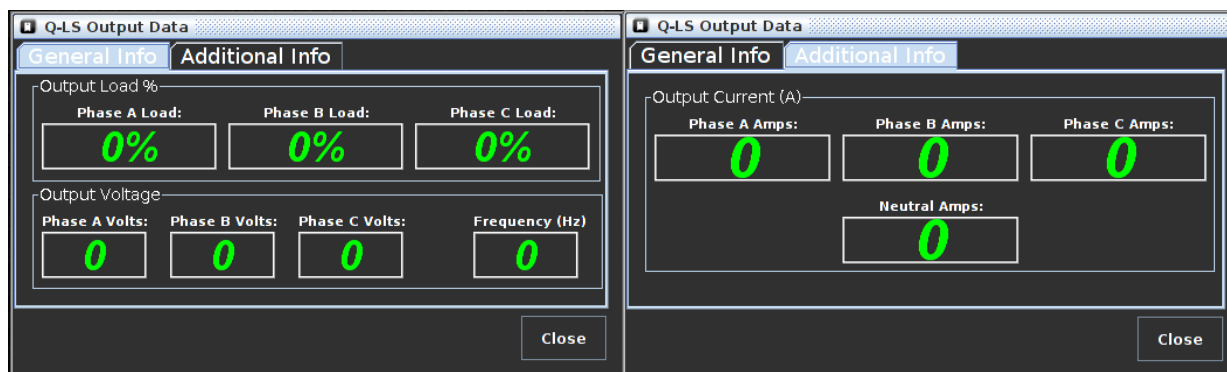 Q-LS Output Data
General Info Additional Info
Output Load %
Phase A Load: Phase B Load: Phase C Load:
0% 0% 0%
Output Voltage
Phase A Volts: Phase B Volts: Phase C Volts: Frequency (Hz)
0 0 0 0
Close
Q-LS Output Data
General Info Additional Info
Output Current (A)
Phase A Amps: Phase B Amps: Phase C Amps:
0 0 0
Neutral Amps:
0
Close